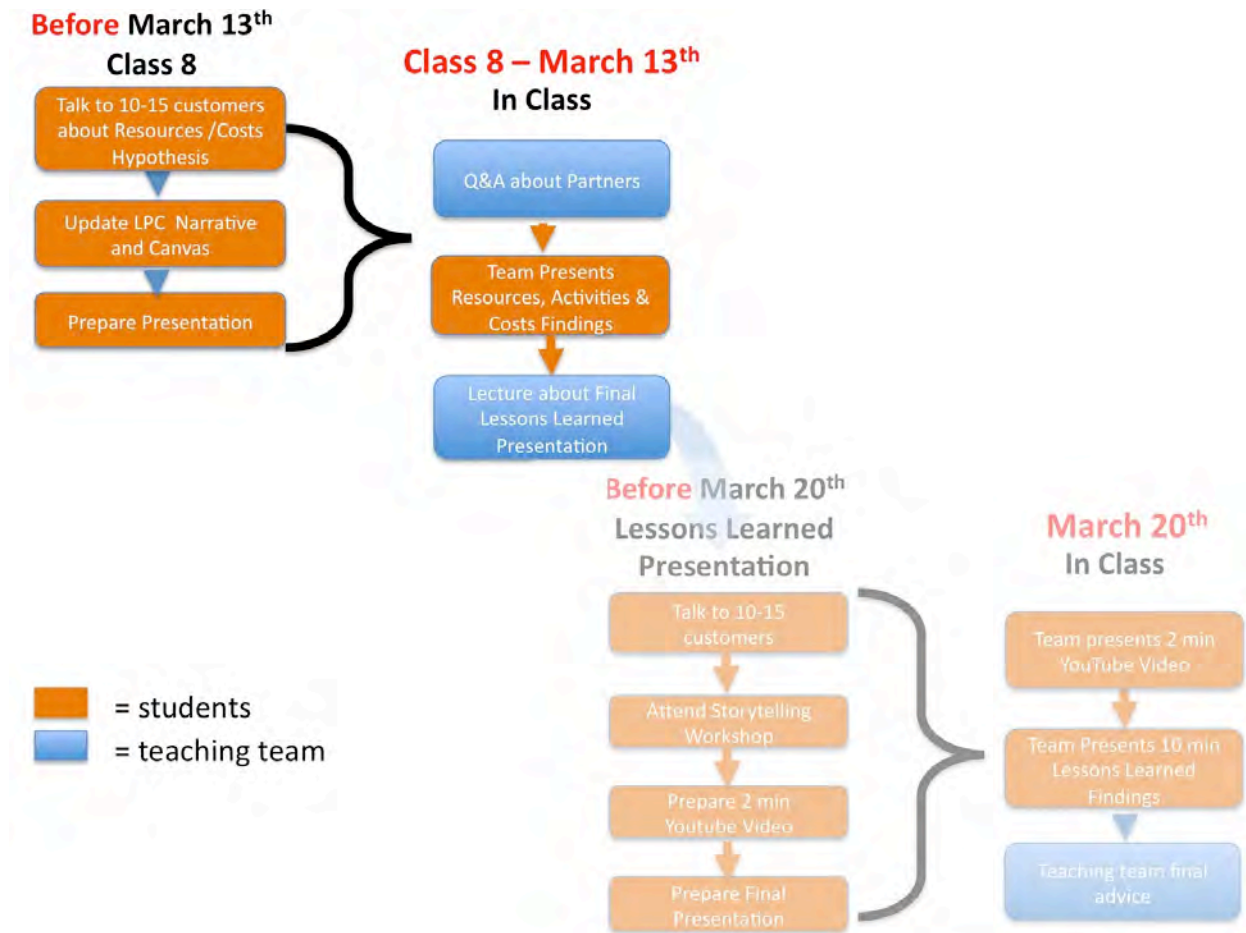 Before March 13th
Class 8
Talk to 10-15 customers
about Resources /Costs
Hypothesis
Update LPC  Narrative
and Canvas
Prepare Presentation
Class 8 – March 13th
In Class
Q&A about Partners
Team Presents
Resources, Activities &
Costs Findings
Lecture about Final
Lessons Learned
Presentation
Before March 20th
Lessons Learned
Presentation
Talk to 10-15
customers
Attend Storytelling
Workshop
Prepare 2 min
Youtube Video
Prepare Final
Presentation
March 20th
In Class
Team presents 2 min
YouTube Video
Team Presents 10 min
Lessons Learned
Findings
Teaching team final
advice
= students
= teaching team